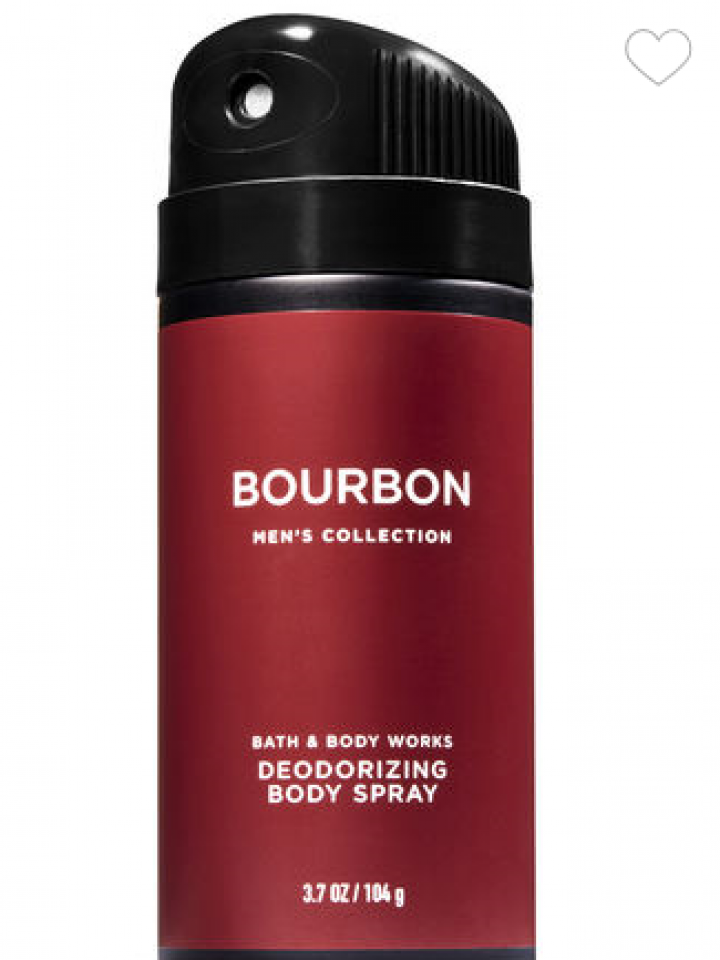 BOURBON
MEN'S COLLECTION
BATH & BODY WORKS
DEODORIZING
BODY SPRAY
3.7 OZ / 104 g